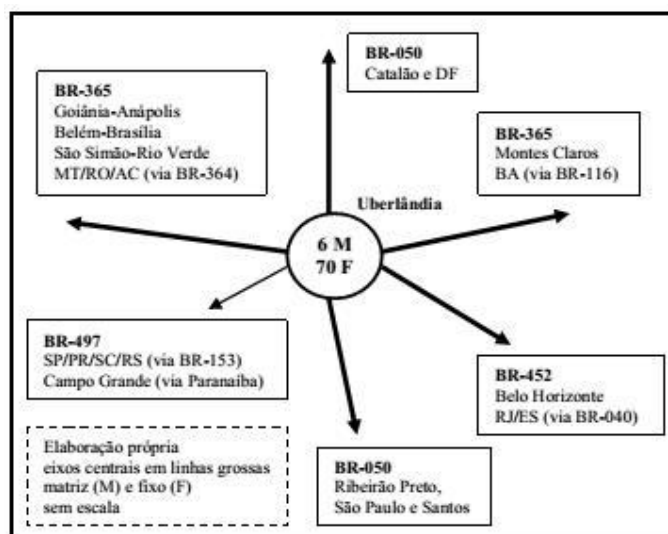 BR-050
Catalão e DF
BR-365
Goiânia-Anápolis
Belém-Brasília
São Simão-Rio Verde
MT/RO/AC (via BR-364)
BR-365
Montes Claros
BA (via BR-116)
Uberlândia
6 M
70 F
BR-497
SP/PR/SC/RS (via BR-153)
Campo Grande (via Paranaíba)
BR-452
Belo Horizonte
RJ/ES (via BR-040)
Elaboração própria
eixos centrais em linhas grossas
matriz (M) e fixo (F)
sem escala
BR-050
Ribeirão Preto,
São Paulo e Santos